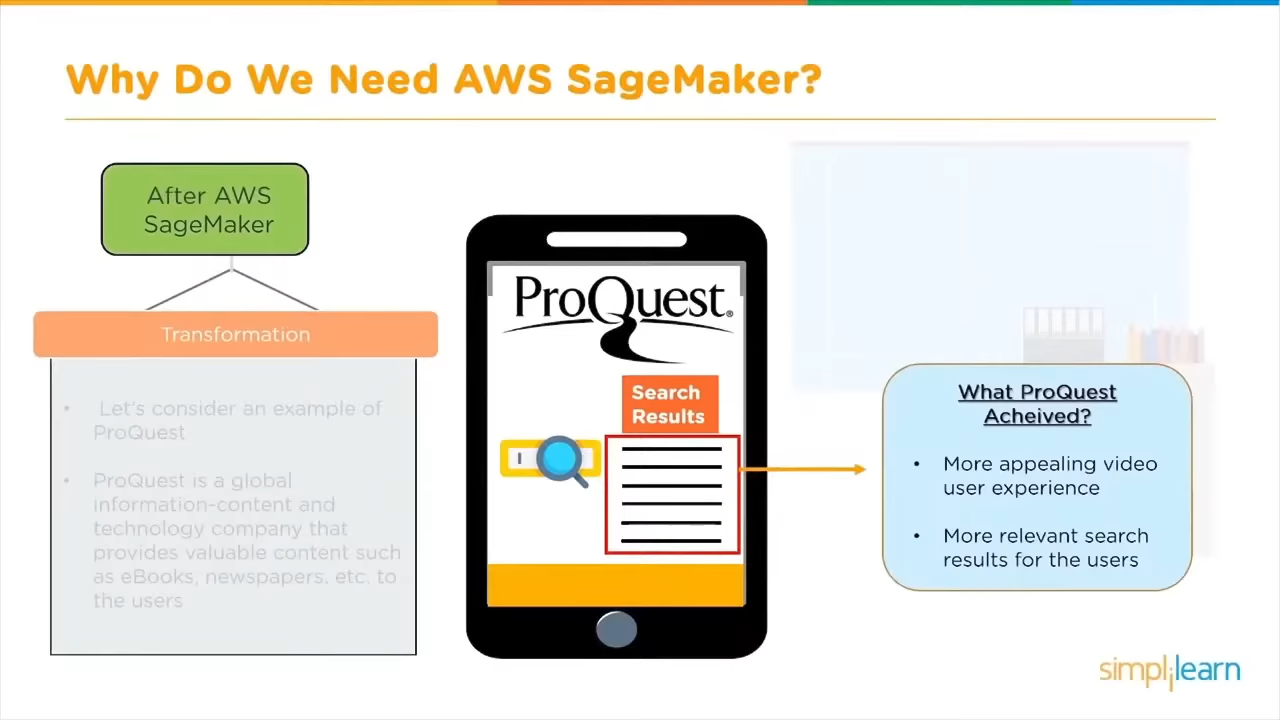 Why Do We Need AWS SageMaker?
After AWS
SageMaker
Transformation
• Let's consider an example of
ProQuest
• ProQuest is a global
information-content and
technology company that
provides valuable content such
as eBooks, newspapers, etc. to
the users
ProQuest®
Search
Results
What ProQuest
Acheived?
• More appealing video
user experience
• More relevant search
results for the users
simplilearn